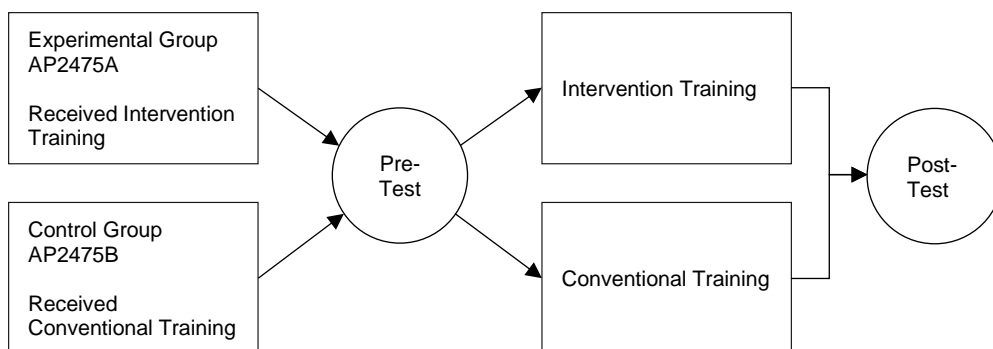 Experimental Group
AP2475A
Received Intervention
Training
Control Group
AP2475B
Received
Conventional Training
Pre-
Test
Intervention Training
Conventional Training
Post-
Test